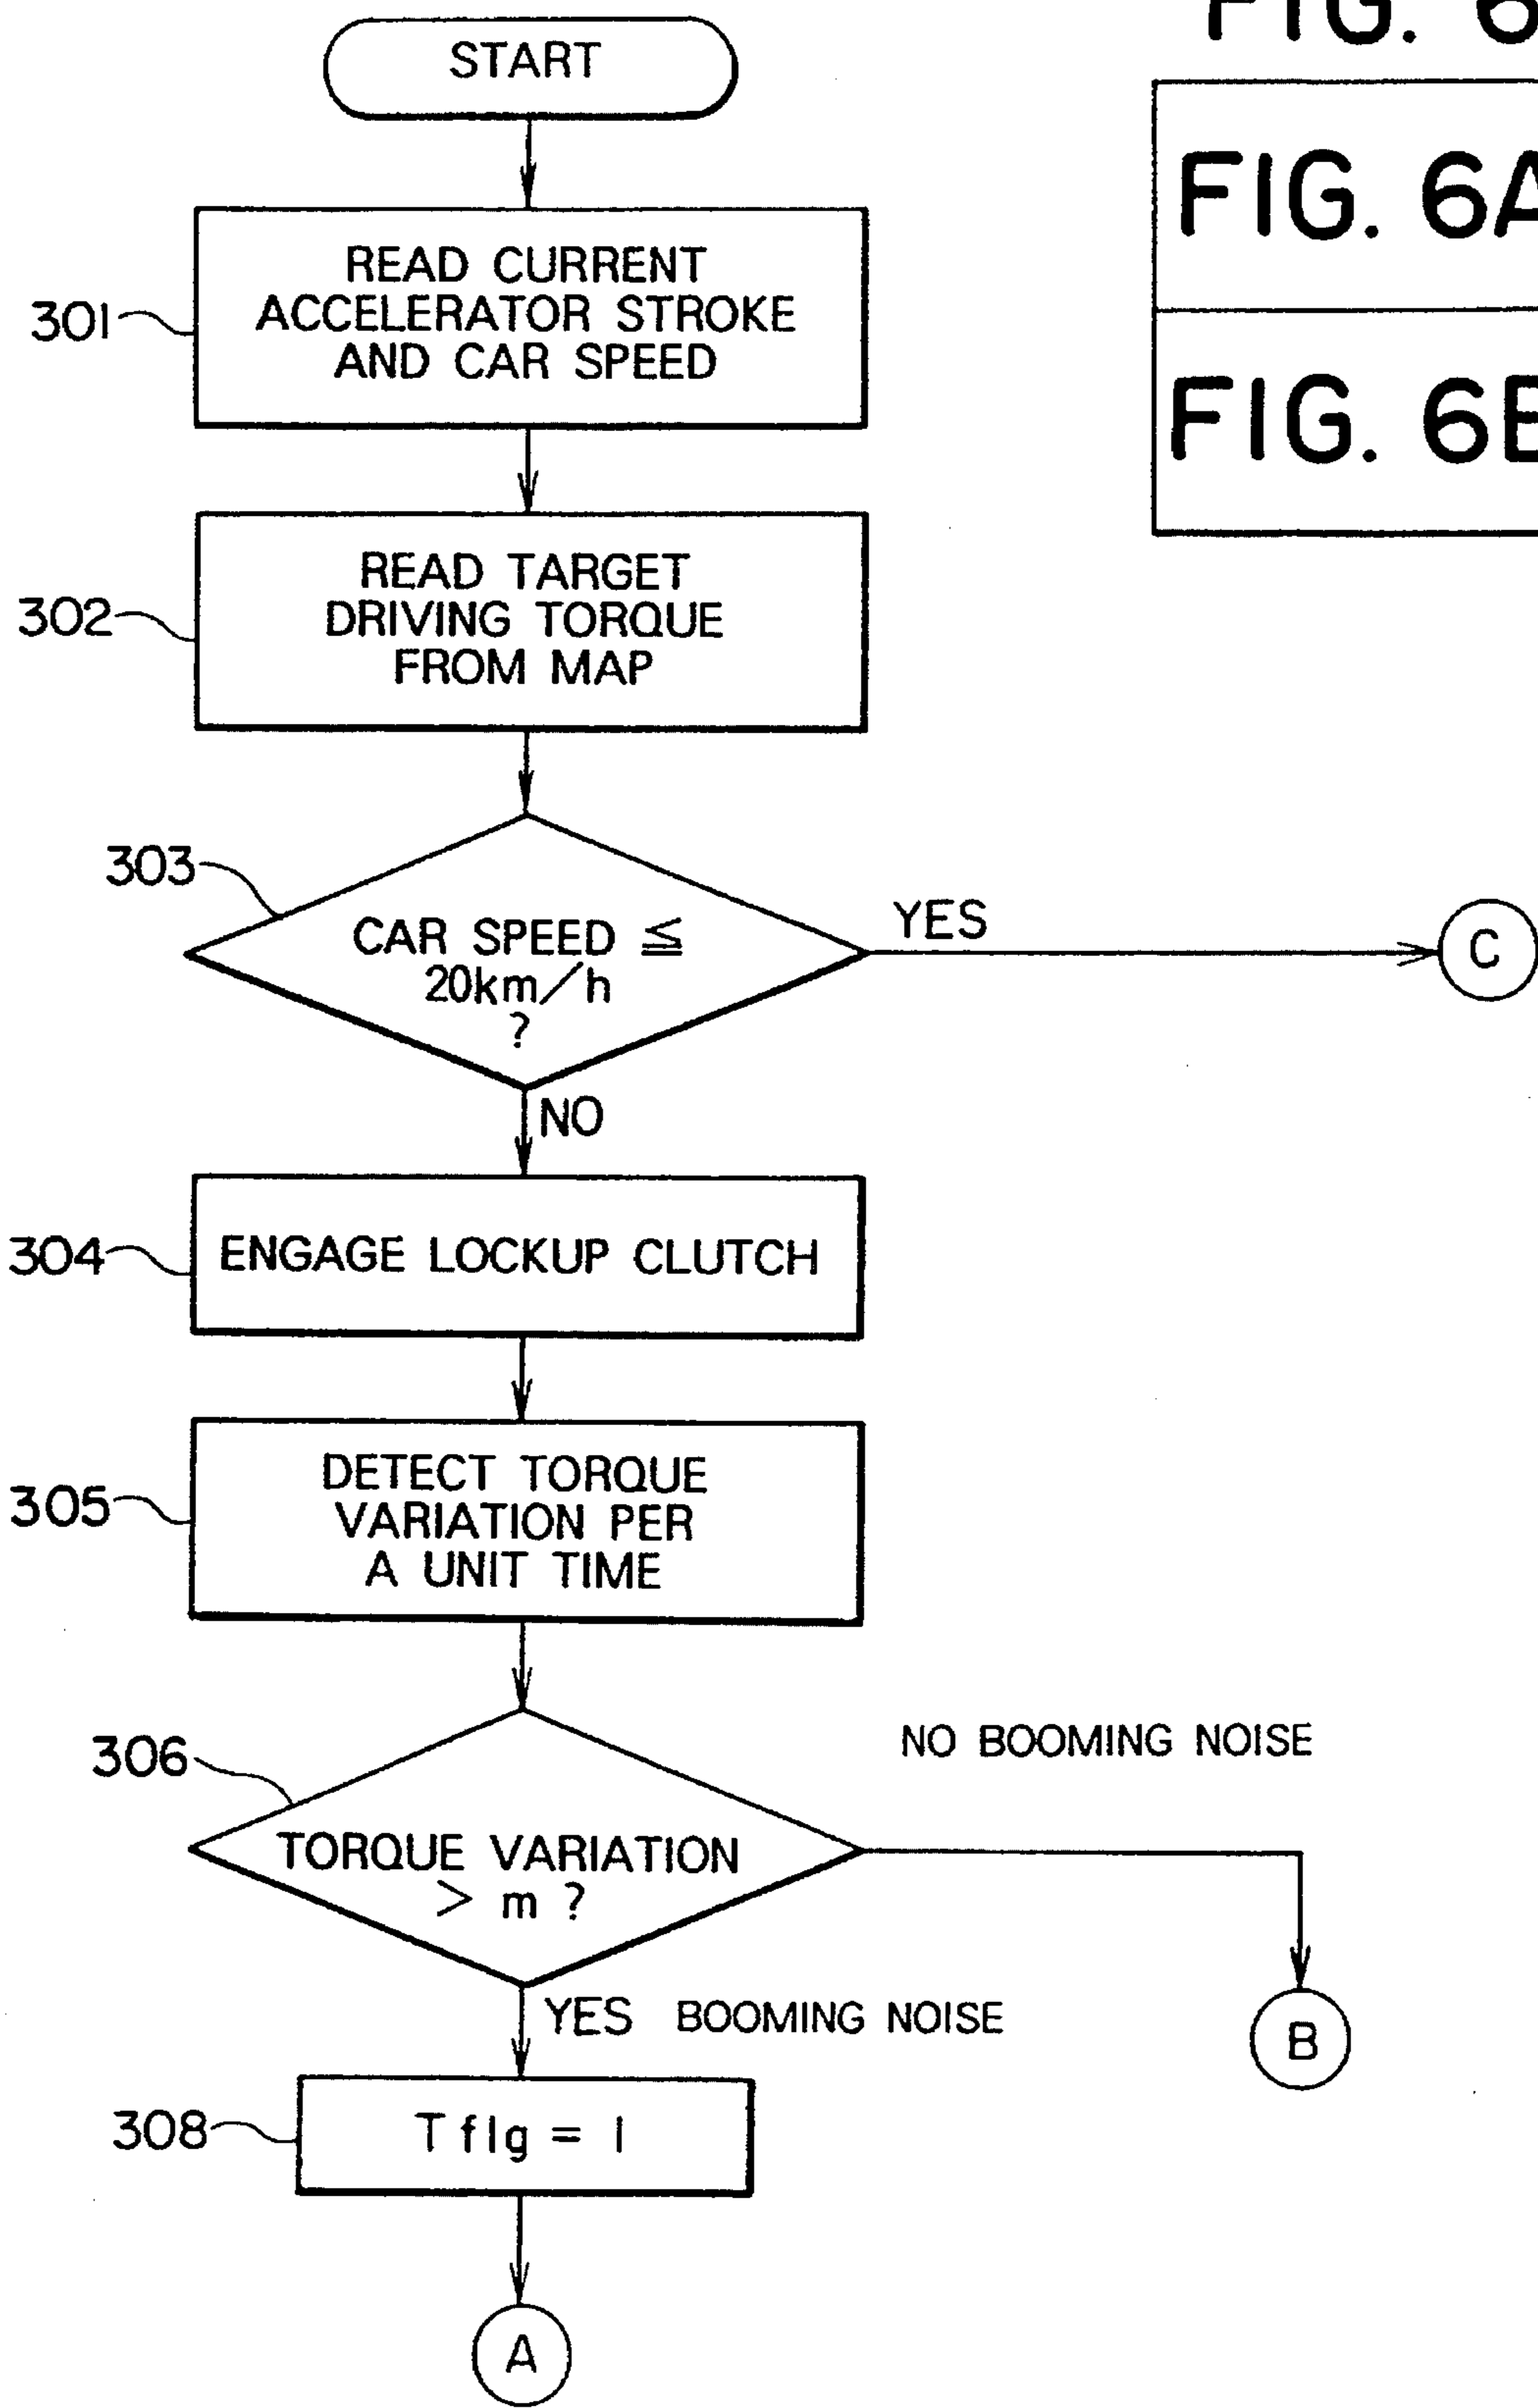 FIG. 6
FIG. 6A
FIG. 6B
START
301
READ CURRENT
ACCELERATOR STROKE
AND CAR SPEED
302
READ TARGET
DRIVING TORQUE
FROM MAP
303
CAR SPEED ≦
20km/h
?
YES
C
NO
304
ENGAGE LOCKUP CLUTCH
305
DETECT TORQUE
VARIATION PER
A UNIT TIME
306
TORQUE VARIATION
> m ?
NO BOOMING NOISE
B
YES BOOMING NOISE
308
T flg = 1
A